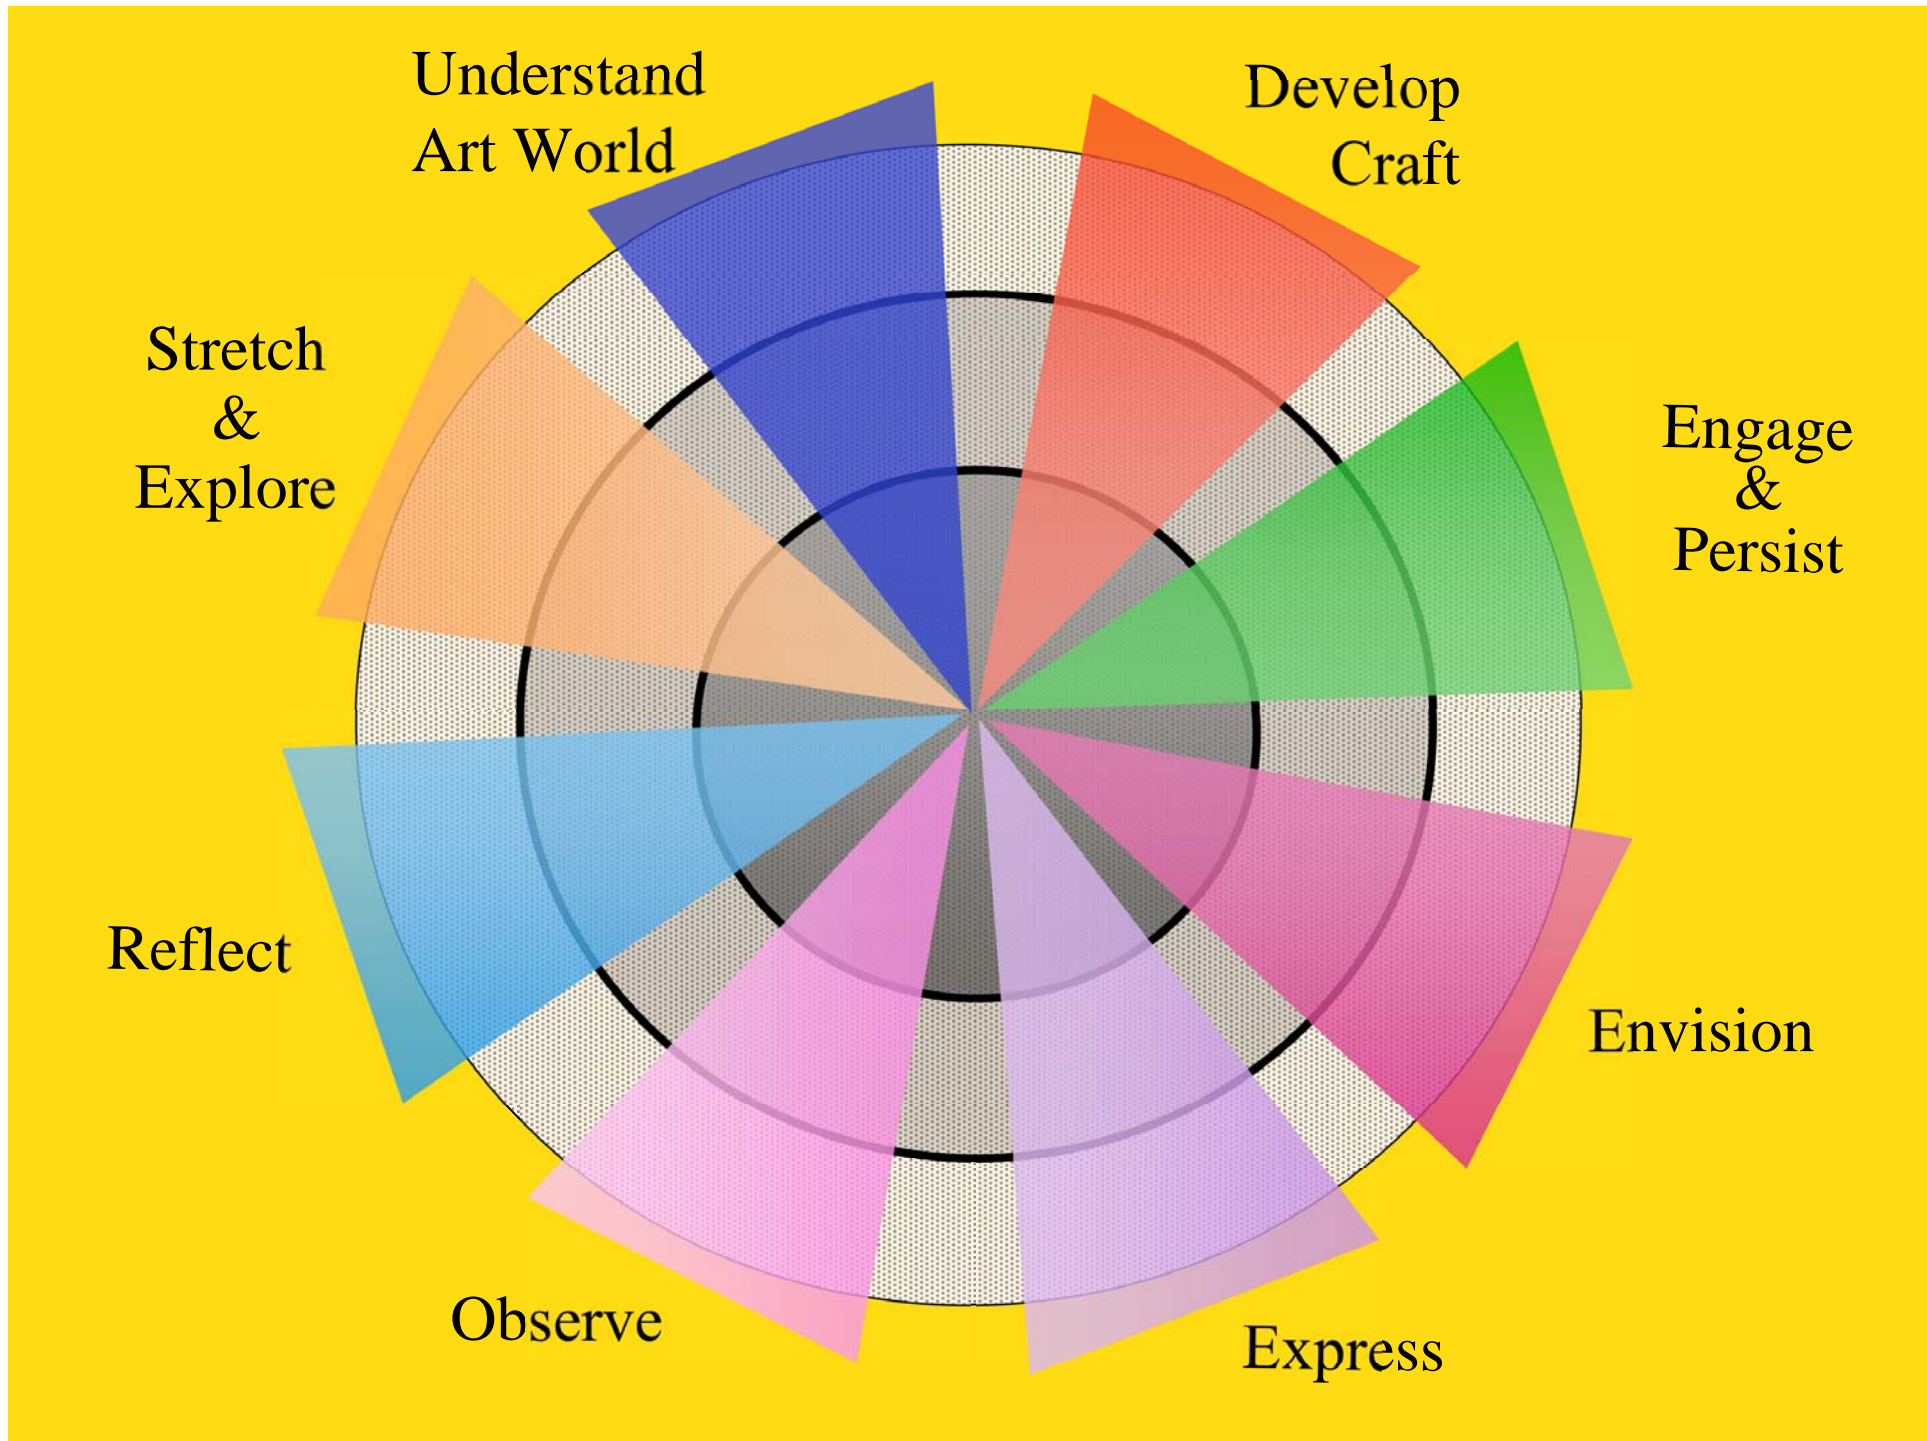 Understand
Art World
Develop
Craft
Stretch
&
Explore
Engage
&
Persist
Reflect
Envision
Observe
Express